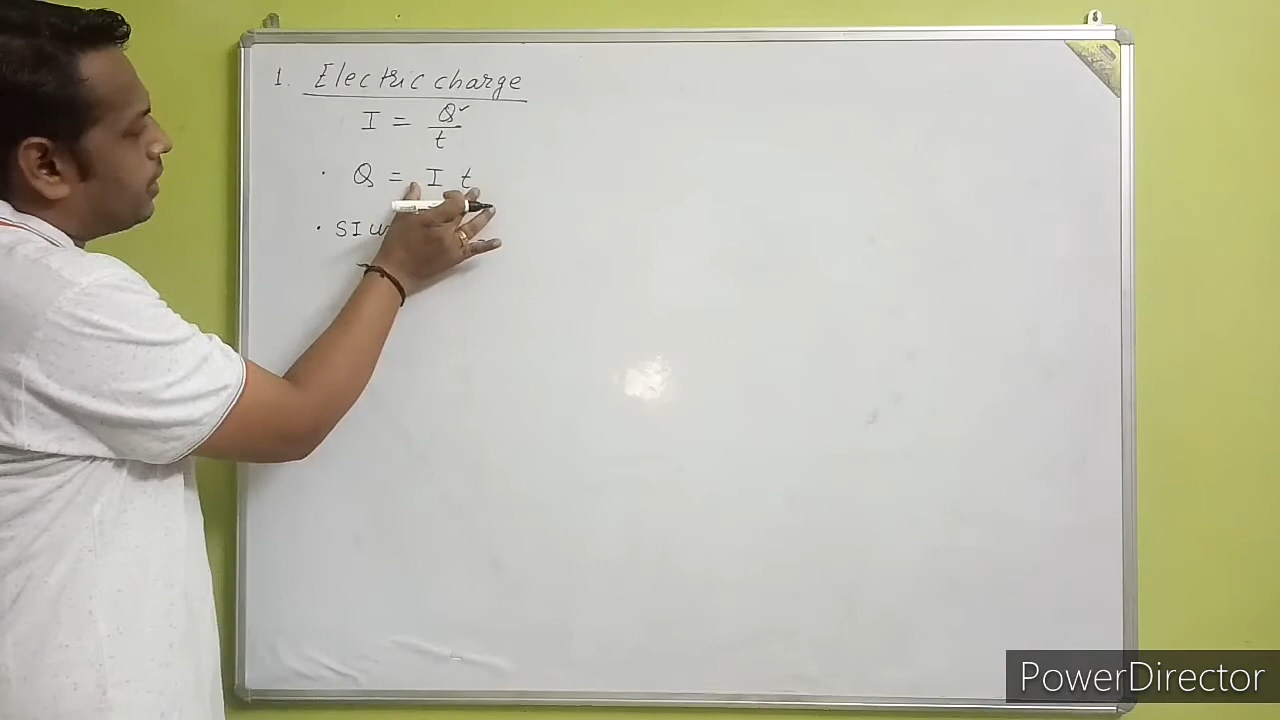 1. Electric charge
I = Q/t
· Q = I t
· SI
PowerDirector